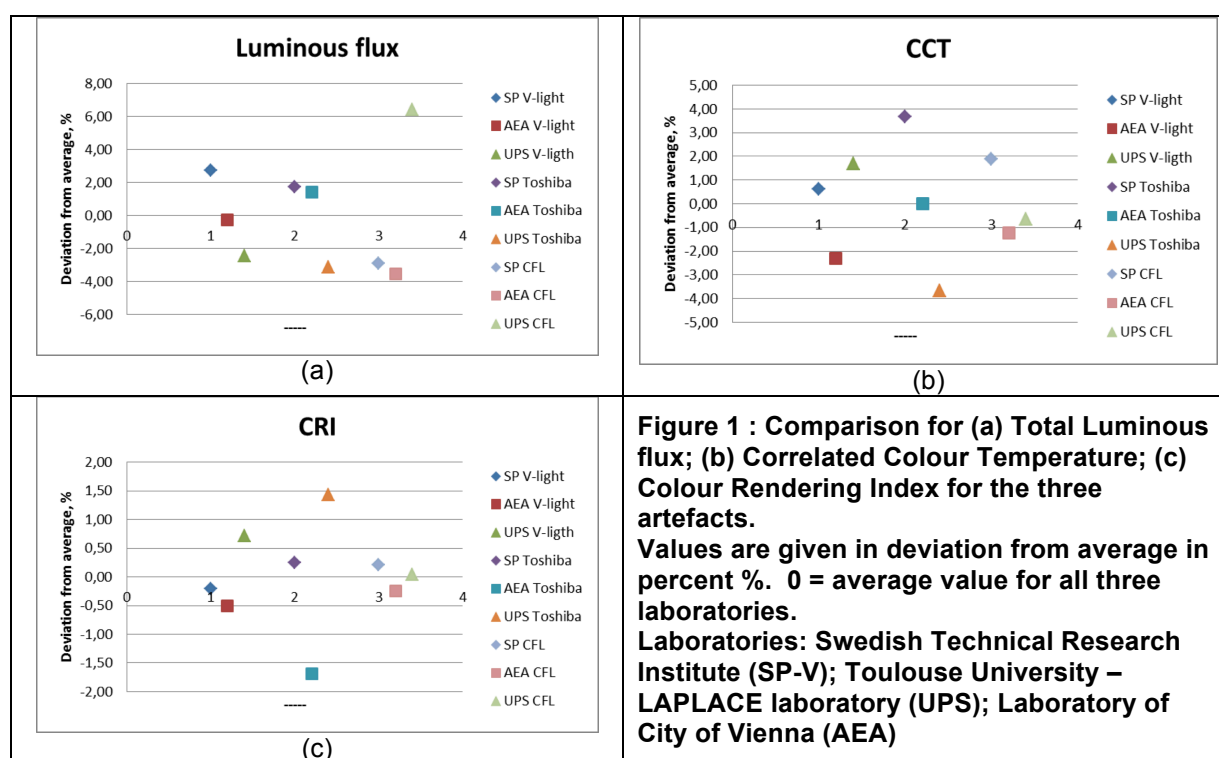 Luminous flux
8,00
6,00
4,00
2,00
0,00
-2,00
-4,00
-6,00
0 1 2 3 4
Deviation from average, %
-----
SP V-light
AEA V-light
UPS V-ligth
SP Toshiba
AEA Toshiba
UPS Toshiba
SP CFL
AEA CFL
UPS CFL
(a)
CCT
5,00
4,00
3,00
2,00
1,00
0,00
-1,00
-2,00
-3,00
-4,00
-5,00
0 1 2 3 4
Deviation from average, %
-----
SP V-light
AEA V-light
UPS V-ligth
SP Toshiba
AEA Toshiba
UPS Toshiba
SP CFL
AEA CFL
UPS CFL
(b)
CRI
2,00
1,50
1,00
0,50
0,00
-0,50
-1,00
-1,50
-2,00
0 1 2 3 4
Deviation from average, %
-----
SP V-light
AEA V-light
UPS V-ligth
SP Toshiba
AEA Toshiba
UPS Toshiba
SP CFL
AEA CFL
UPS CFL
(c)
Figure 1 : Comparison for (a) Total Luminous
flux; (b) Correlated Colour Temperature; (c)
Colour Rendering Index for the three
artefacts.
Values are given in deviation from average in
percent %. 0 = average value for all three
laboratories.
Laboratories: Swedish Technical Research
Institute (SP-V); Toulouse University –
LAPLACE laboratory (UPS); Laboratory of
City of Vienna (AEA)